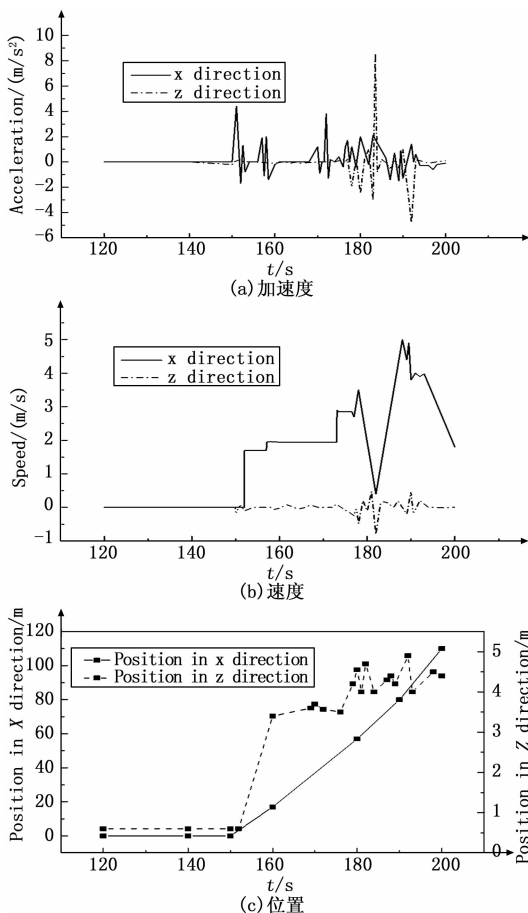 Acceleration/(m/s²)
10
8
6
4
2
0
-2
-4
-6
x direction
z direction
120 140 160 180 200
t/s
(a)加速度
Speed/(m/s)
5
4
3
2
1
0
-1
x direction
z direction
120 140 160 180 200
t/s
(b)速度
Position in X direction/m
120
100
80
60
40
20
0
Position in x direction
Position in z direction
Position in Z direction/m
5
4
3
2
1
0
120 140 160 180 200
t/s
(c)位置